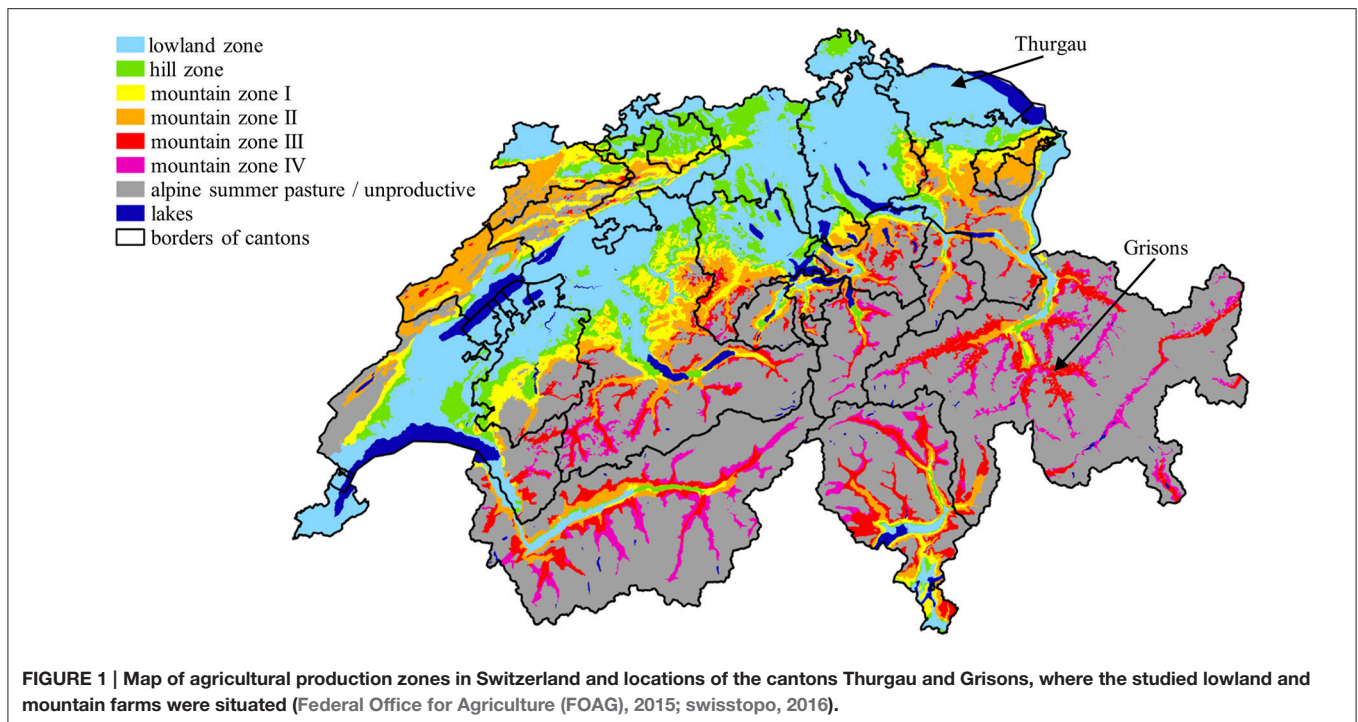 lowland zone
hill zone
mountain zone I
mountain zone II
mountain zone III
mountain zone IV
alpine summer pasture / unproductive
lakes
borders of cantons
Thurgau
Grisons
FIGURE 1 | Map of agricultural production zones in Switzerland and locations of the cantons Thurgau and Grisons, where the studied lowland and
mountain farms were situated (Federal Office for Agriculture (FOAG), 2015; swisstopo, 2016).